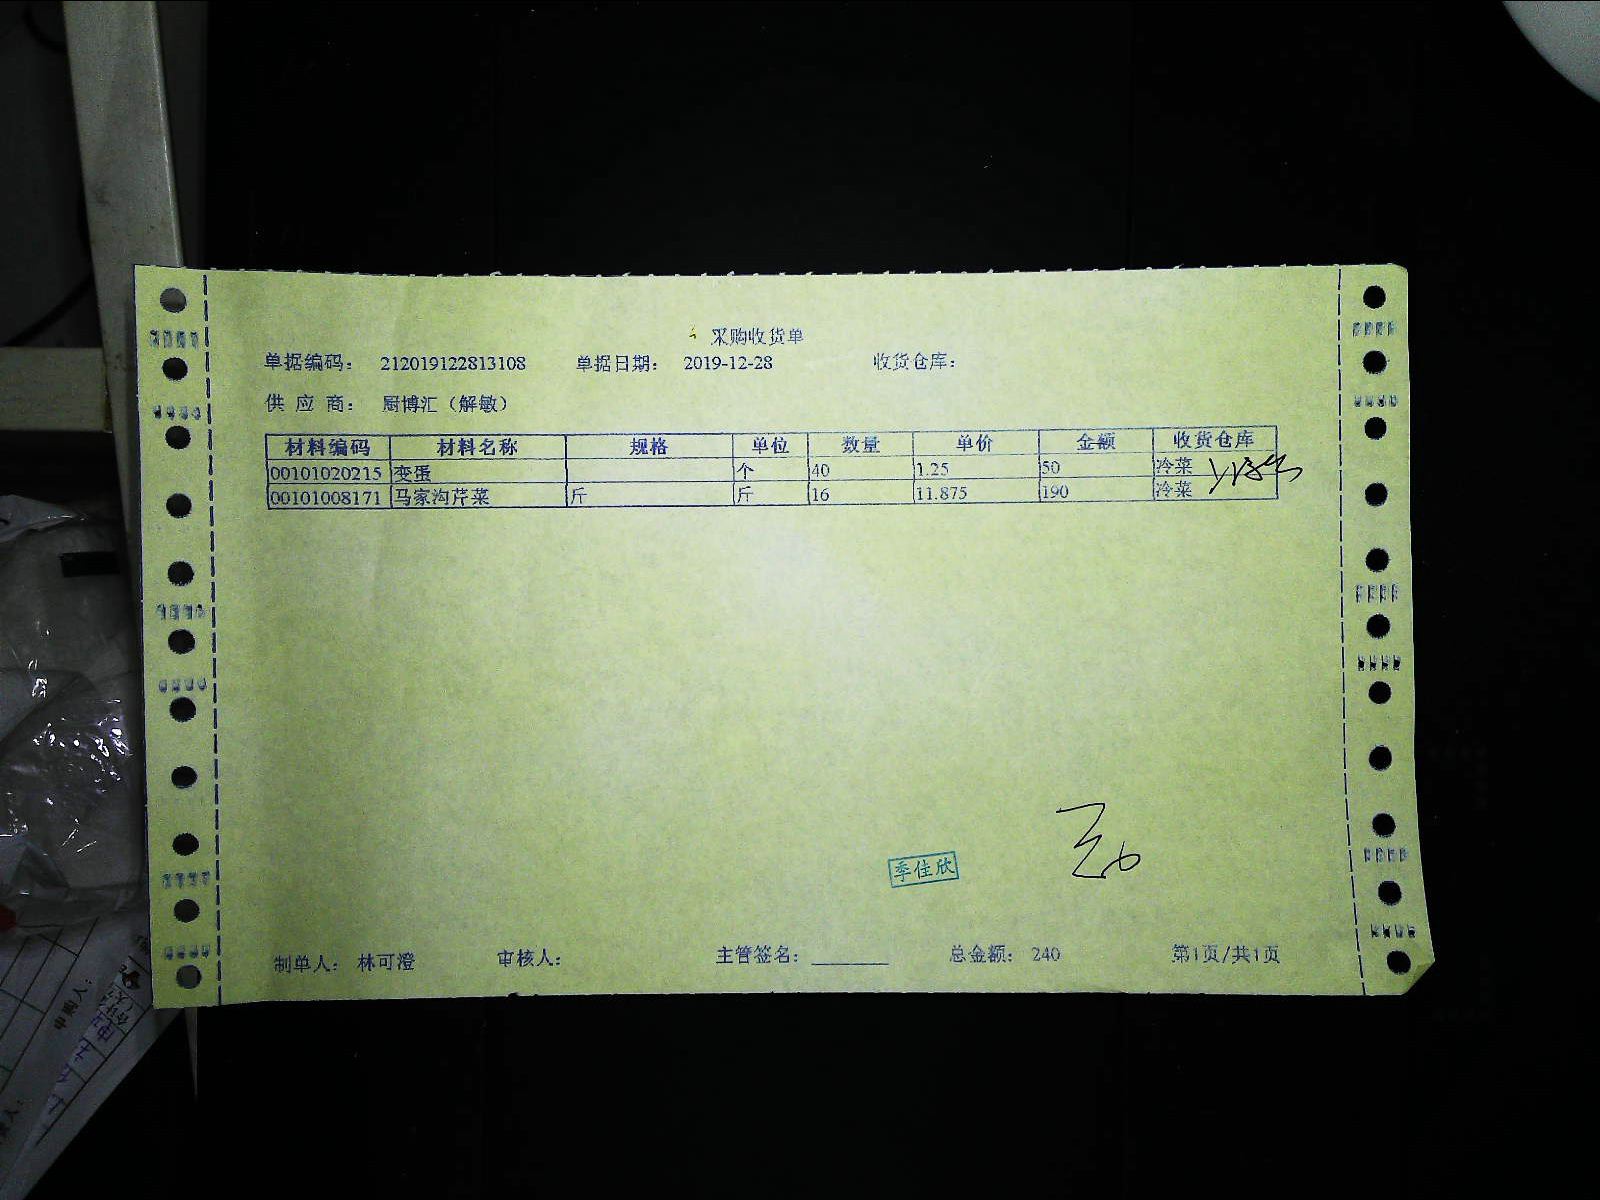 采购收货单
单据编码： 212019122813108 单据日期： 2019-12-28 收货仓库：
供 应 商： 厨博汇（解敏）
材料编码 材料名称 规格 单位 数量 单价 金额 收货仓库
00101020215 变蛋 个 40 1.25 50 冷菜
00101008171 马家沟芹菜 斤 斤 16 11.875 190 冷菜
季佳欣
制单人： 林可澄 审核人： 主管签名： 总金额： 240 第1页/共1页
申购人：